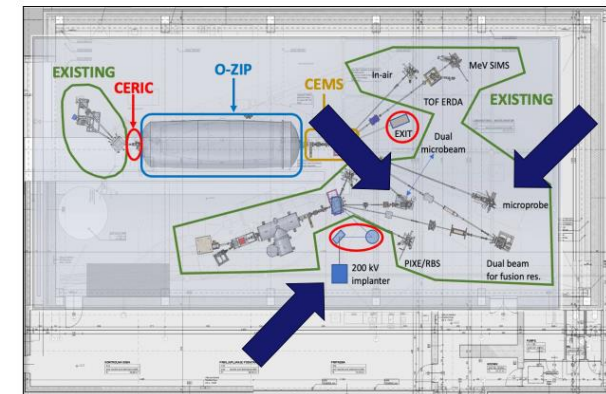 EXISTING
CERIC
O-ZIP
CEMS
In-air
MeV SIMS
TOF ERDA
EXISTING
EXIT
Dual
microbeam
microprobe
200 kV
implanter
PIXE/RBS
Dual beam
for fusion res.